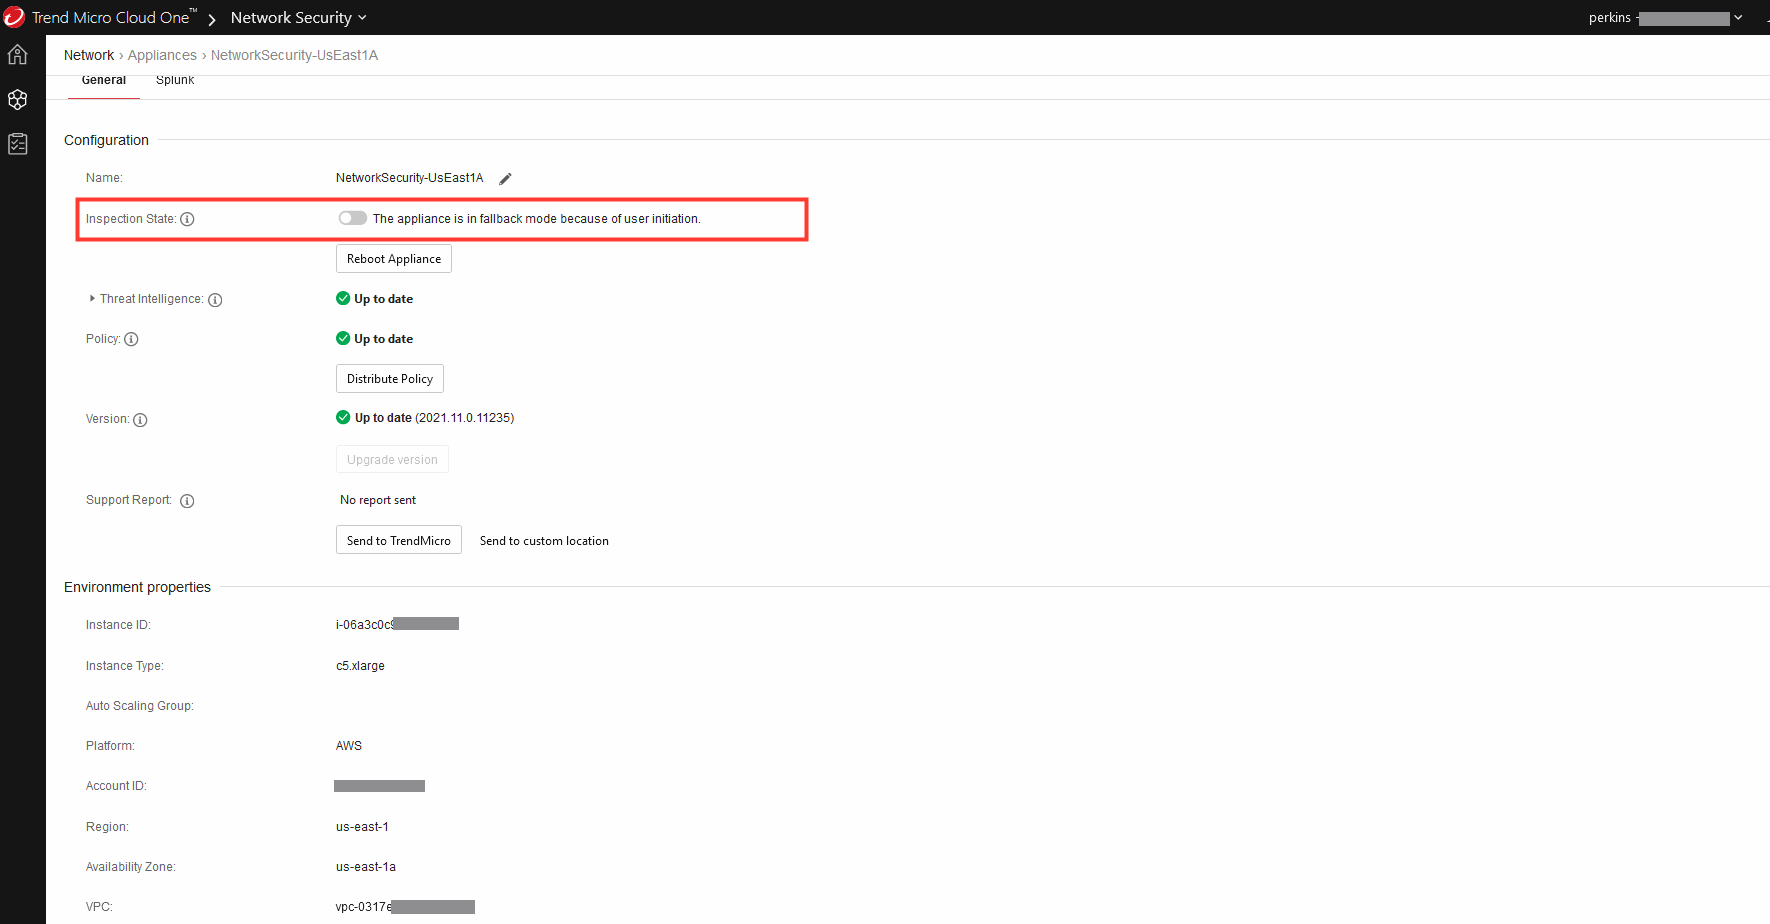 Trend Micro Cloud One™ > Network Security
perkins -
Network › Appliances › NetworkSecurity-UsEast1A
General Splunk
Configuration
Name: NetworkSecurity-UsEast1A
Inspection State: The appliance is in fallback mode because of user initiation.
Reboot Appliance
Threat Intelligence: Up to date
Policy: Up to date
Distribute Policy
Version: Up to date (2021.11.0.11235)
Upgrade version
Support Report: No report sent
Send to TrendMicro Send to custom location
Environment properties
Instance ID: i-06a3c0c
Instance Type: c5.xlarge
Auto Scaling Group:
Platform: AWS
Account ID:
Region: us-east-1
Availability Zone: us-east-1a
VPC: vpc-0317e